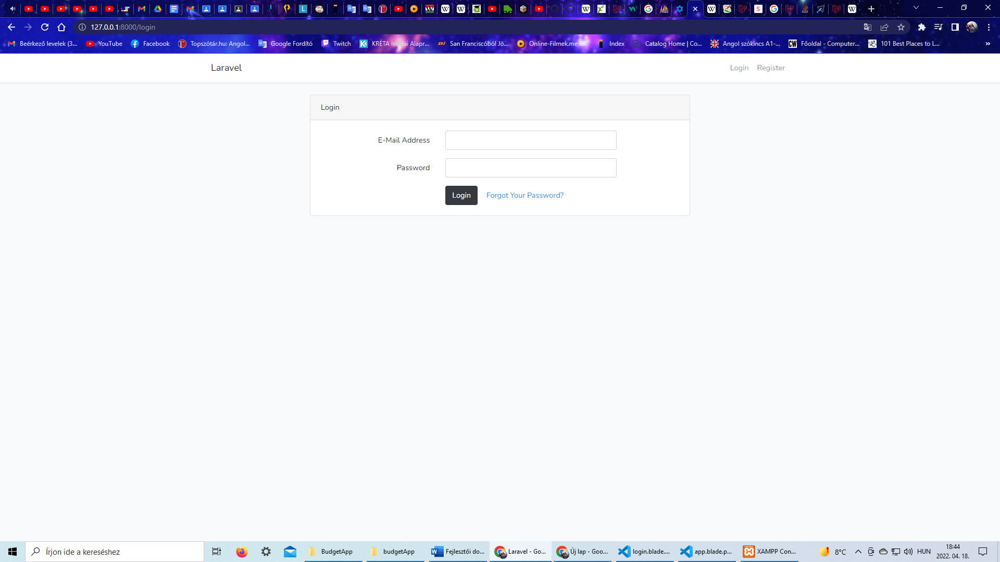 127.0.0.1:8000/login
Beérkező levelek (3... YouTube Facebook Topszótár.hu: Angol... Google Fordító Twitch KRÉTA Iskolai Alapr... San Franciscóból Jö... Online-Filmek.me Index Catalog Home | Co... Angol szókincs A1-... Főoldal - Computer... 101 Best Places to L... »
Laravel Login Register
Login
E-Mail Address
Password
Login Forgot Your Password?
Írjon ide a kereséshez BudgetApp budgetApp Fejlesztői do... Laravel - Go... Új lap - Goo... login.blade.... app.blade.p... XAMPP Con... 8°C HUN 18:44
2022. 04. 18.